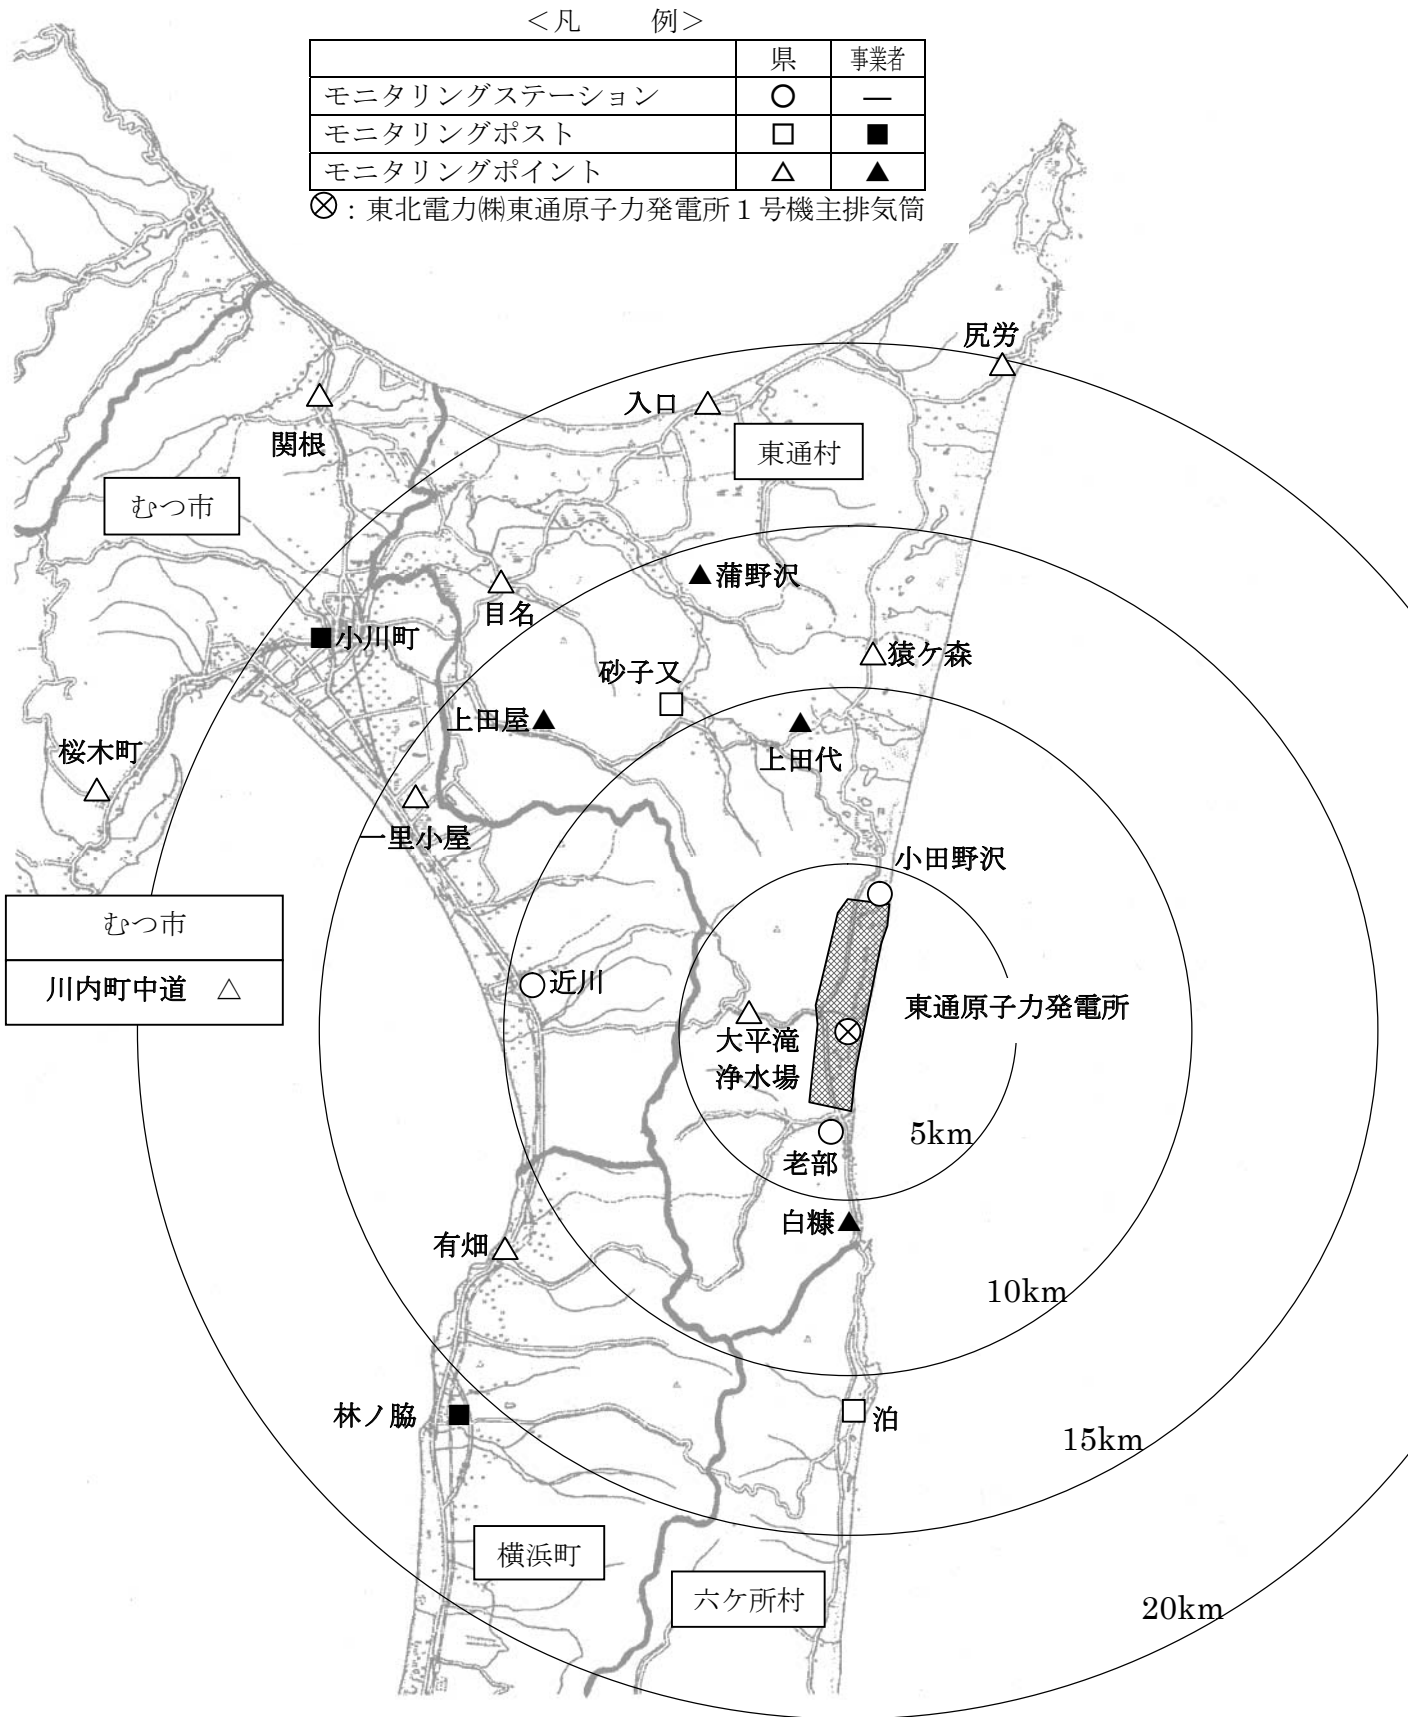 ＜凡　　例＞
県　事業者
モニタリングステーション　○　―
モニタリングポスト　□　■
モニタリングポイント　△　▲
⊗：東北電力㈱東通原子力発電所１号機主排気筒
尻労
入口
関根
東通村
むつ市
蒲野沢
目名
小川町
猿ケ森
砂子又
上田屋
上田代
桜木町
一里小屋
小田野沢
むつ市
川内町中道　△
近川
東通原子力発電所
大平滝
浄水場
5km
老部
白糠
有畑
10km
林ノ脇
泊
15km
横浜町
六ケ所村
20km